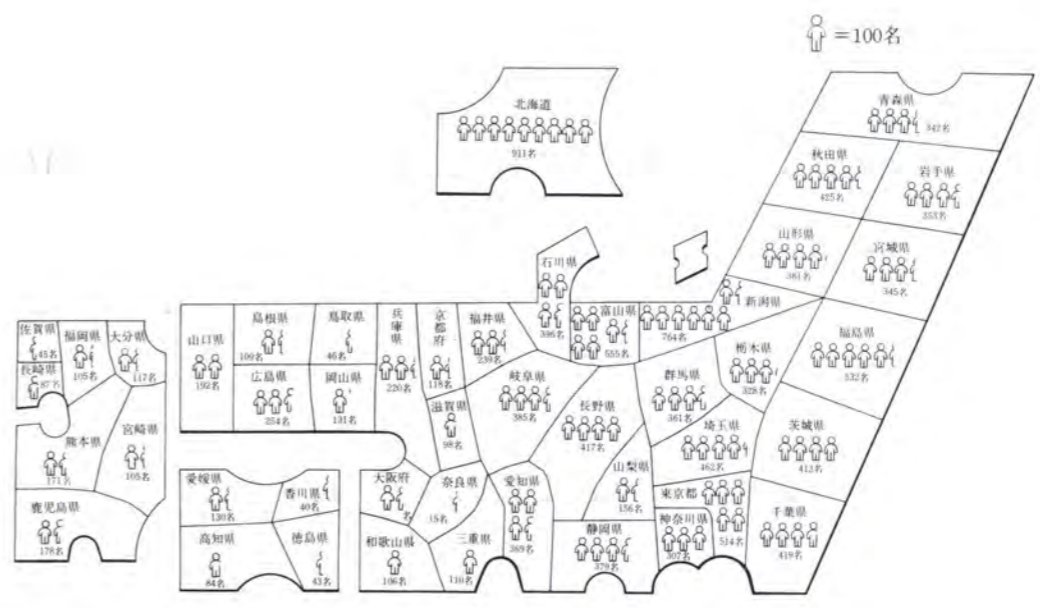 =100名
北海道
911名
青森県
342名
秋田県
425名
岩手県
353名
山形県
381名
宮城県
345名
福島県
532名
石川県
396名
富山県
555名
新潟県
764名
福井県
239名
京都府
118名
兵庫県
220名
鳥取県
46名
島根県
109名
山口県
192名
広島県
254名
岡山県
131名
滋賀県
98名
岐阜県
385名
長野県
417名
群馬県
361名
栃木県
328名
埼玉県
462名
茨城県
413名
山梨県
156名
東京都
514名
神奈川県
307名
千葉県
419名
静岡県
379名
愛知県
369名
三重県
110名
奈良県
15名
大阪府
名
和歌山県
106名
愛媛県
130名
香川県
40名
高知県
84名
徳島県
43名
佐賀県
45名
福岡県
105名
大分県
117名
長崎県
87名
熊本県
171名
宮崎県
105名
鹿児島県
178名